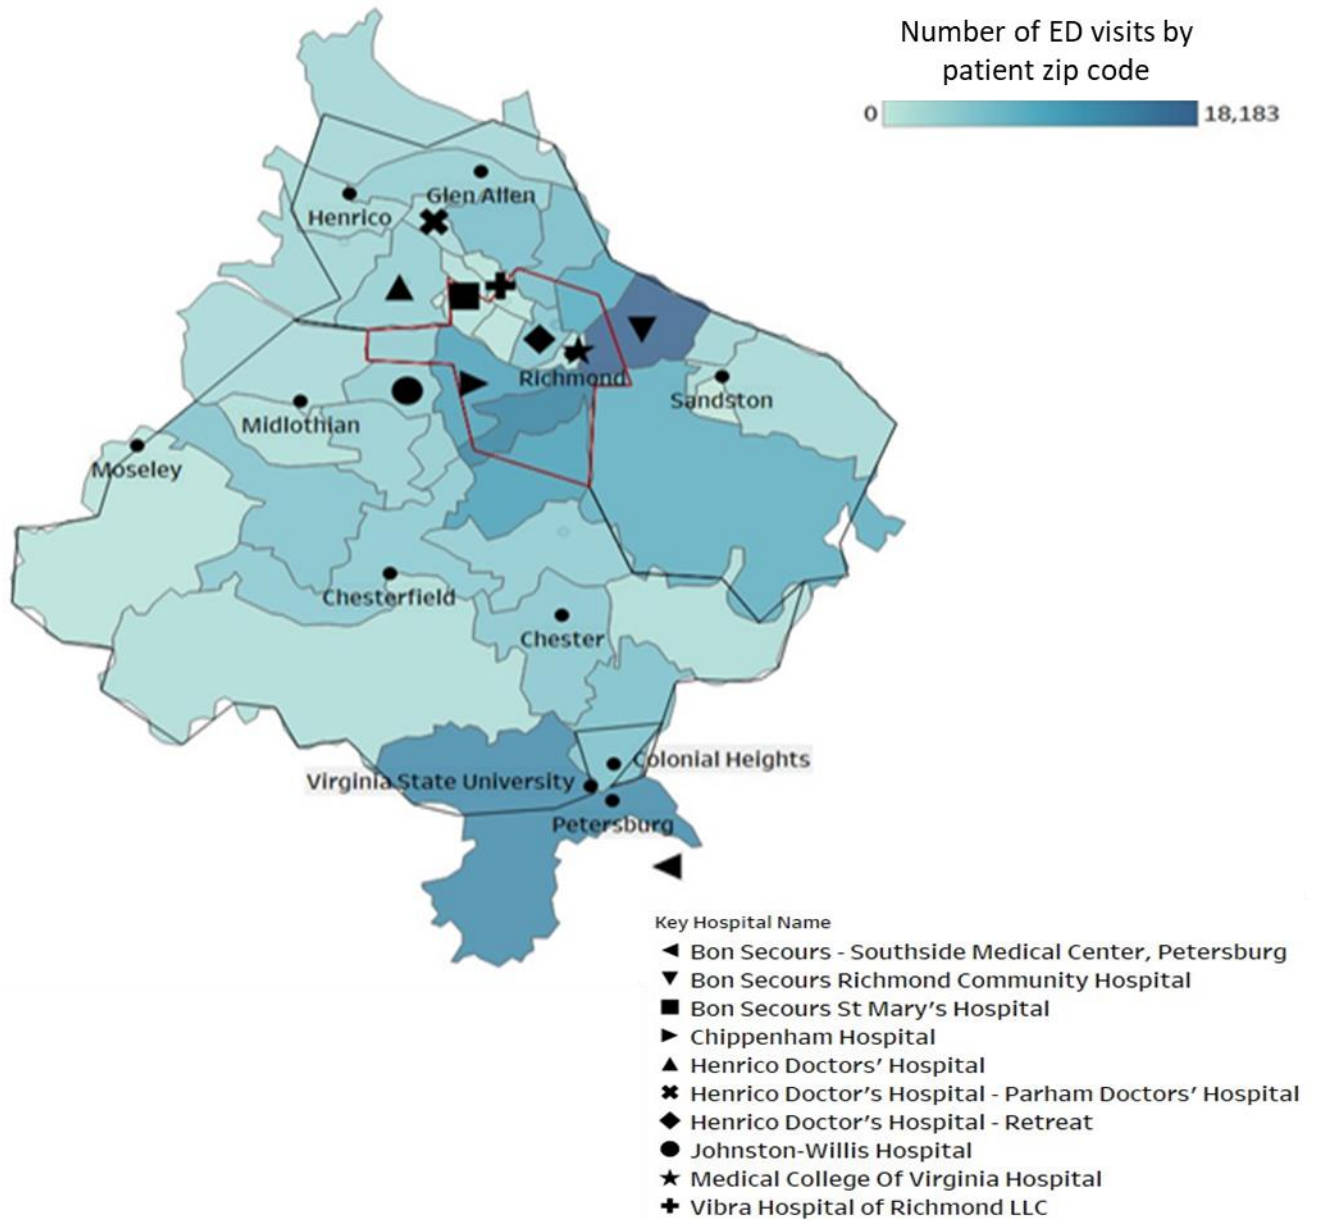 Number of ED visits by
patient zip code
0
18,183
Glen Allen
Henrico
Richmond
Sandston
Midlothian
Moseley
Chesterfield
Chester
Colonial Heights
Virginia State University
Petersburg
Key Hospital Name
Bon Secours - Southside Medical Center, Petersburg
Bon Secours Richmond Community Hospital
Bon Secours St Mary's Hospital
Chippenham Hospital
Henrico Doctors' Hospital
Henrico Doctor's Hospital - Parham Doctors' Hospital
Henrico Doctor's Hospital - Retreat
Johnston-Willis Hospital
Medical College Of Virginia Hospital
Vibra Hospital of Richmond LLC